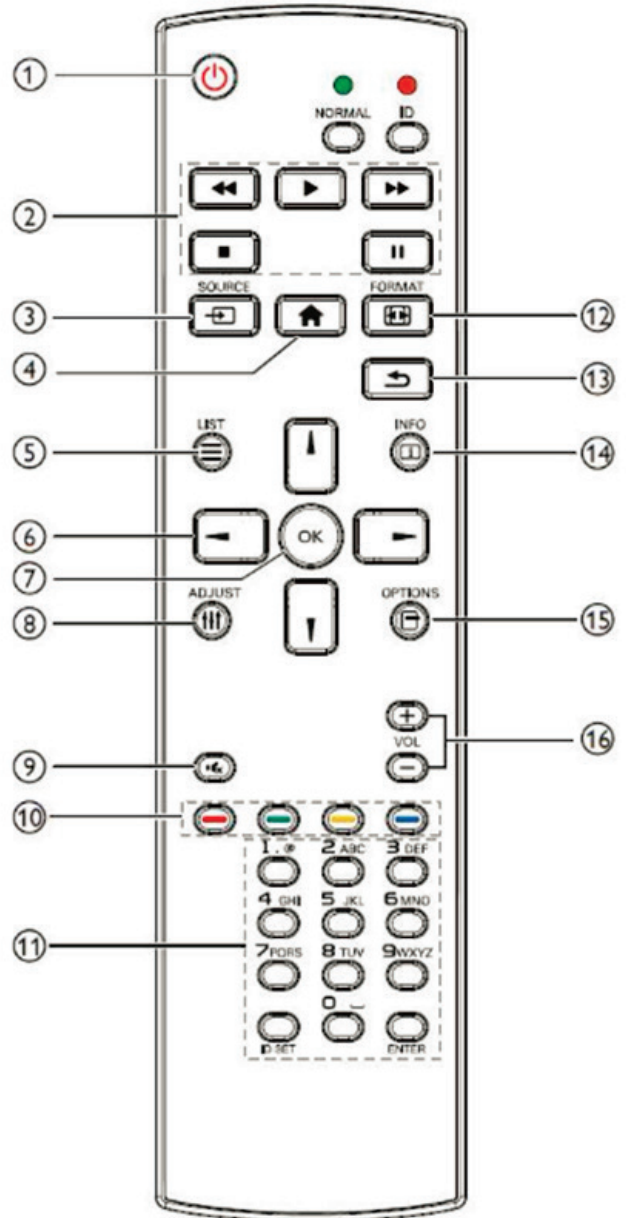 ①
NORMAL ID
②
SOURCE FORMAT
③ ⑫
④
⑬
LIST INFO
⑤ ⑭
⑥
OK
⑦
ADJUST OPTIONS
⑧ ⑮
+
VOL ⑯
−
⑨
⑩
1 . @ 2 ABC 3 DEF
4 GHI 5 JKL 6 MNO
⑪
7 PQRS 8 TUV 9 WXYZ
0 ⎵
ID SET ENTER